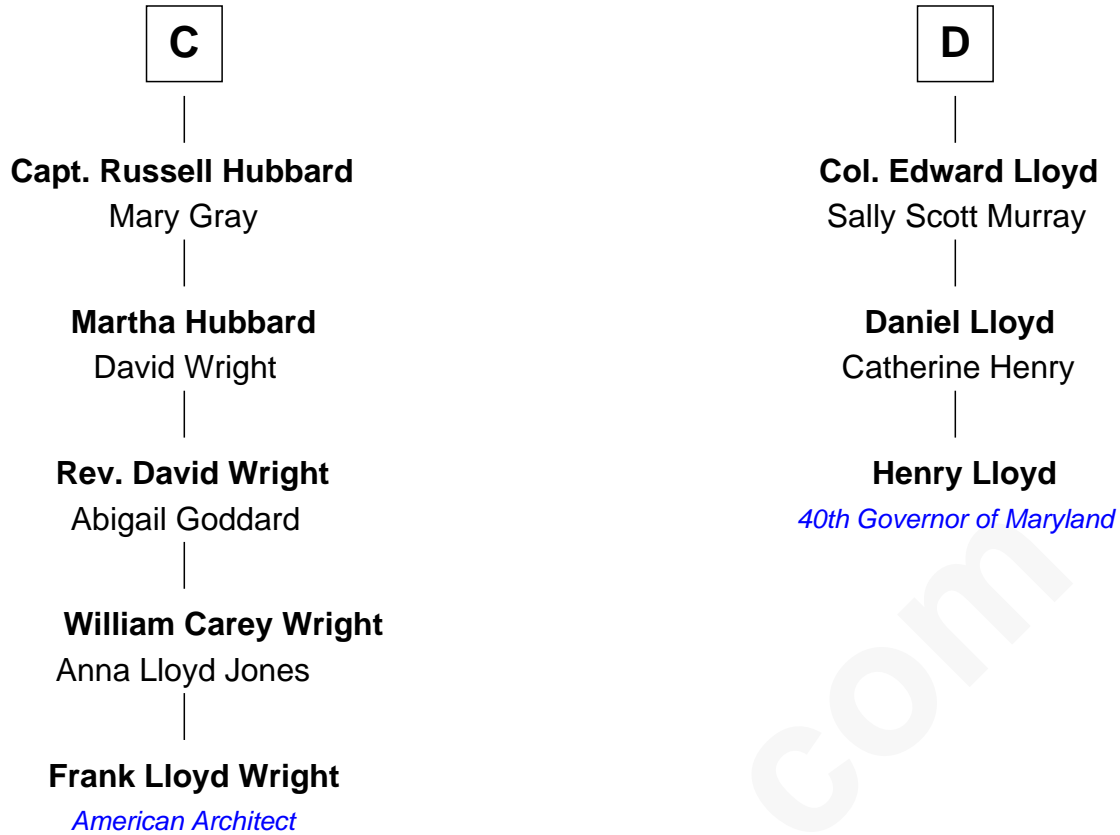 C
Capt. Russell Hubbard
Mary Gray
Martha Hubbard
David Wright
Rev. David Wright
Abigail Goddard
William Carey Wright
Anna Lloyd Jones
Frank Lloyd Wright
American Architect
D
Col. Edward Lloyd
Sally Scott Murray
Daniel Lloyd
Catherine Henry
Henry Lloyd
40th Governor of Maryland
com